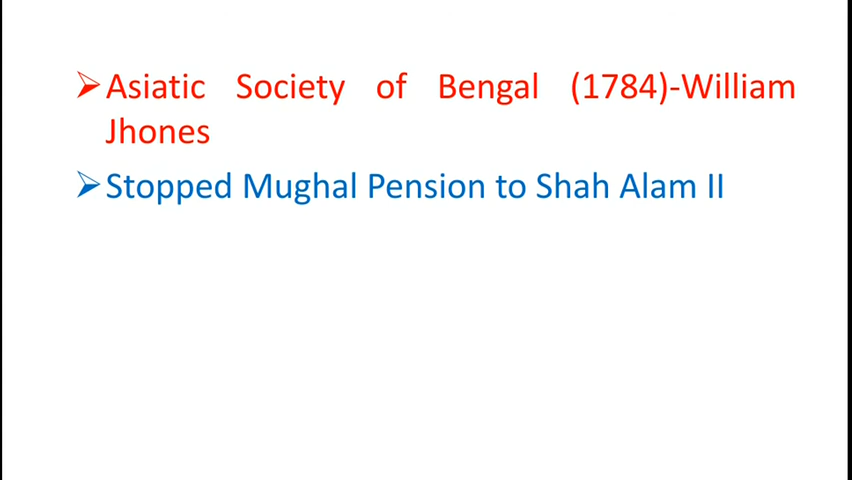 ➢Asiatic Society of Bengal (1784)-William
Jhones
➢Stopped Mughal Pension to Shah Alam II